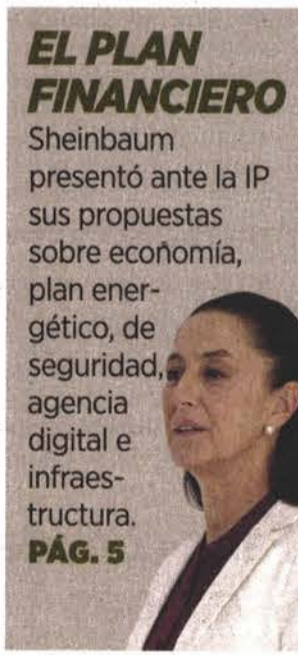 EL PLAN
FINANCIERO
Sheinbaum
presentó ante la IP
sus propuestas
sobre economía,
plan ener-
gético, de
seguridad,
agencia
digital e
infraes-
tructura.
PÁG. 5